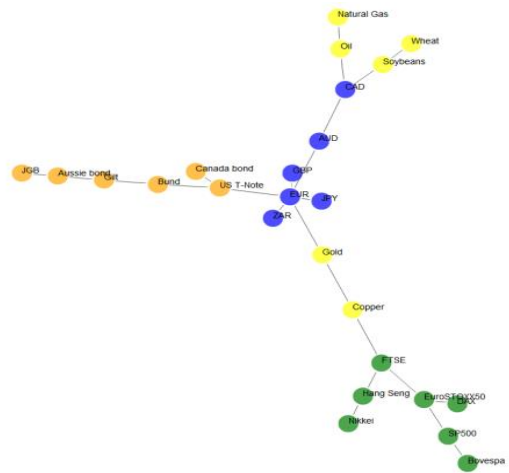 Natural Gas
Oil
Wheat
Soybeans
CAD
AUD
GBP
Canada bond
JGB
Aussie bond
Gilt
Bund
US T-Note
EUR
JPY
ZAR
Gold
Copper
FTSE
Hang Seng
EuroSTOXX50
DAX
Nikkei
SP500
Bovespa